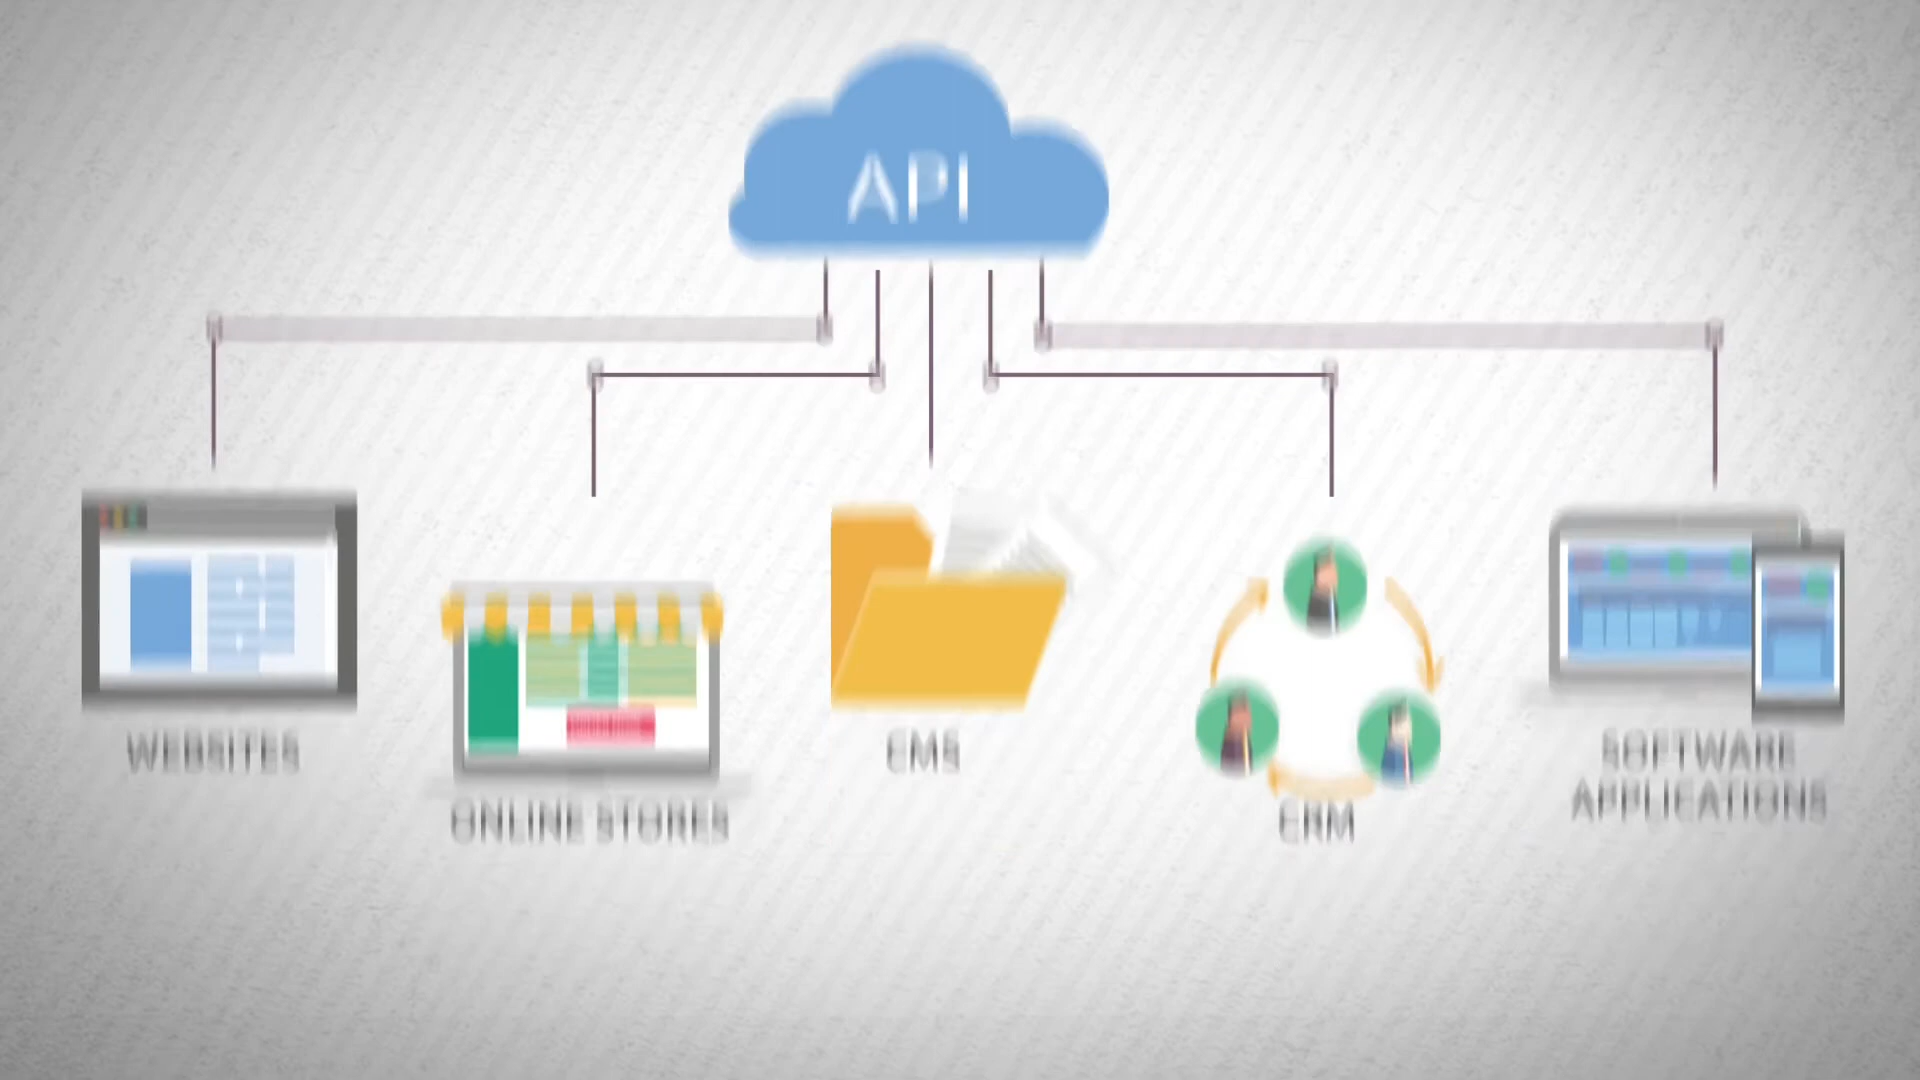 API
WEBSITES
ONLINE STORES
CMS
CRM
SOFTWARE
APPLICATIONS